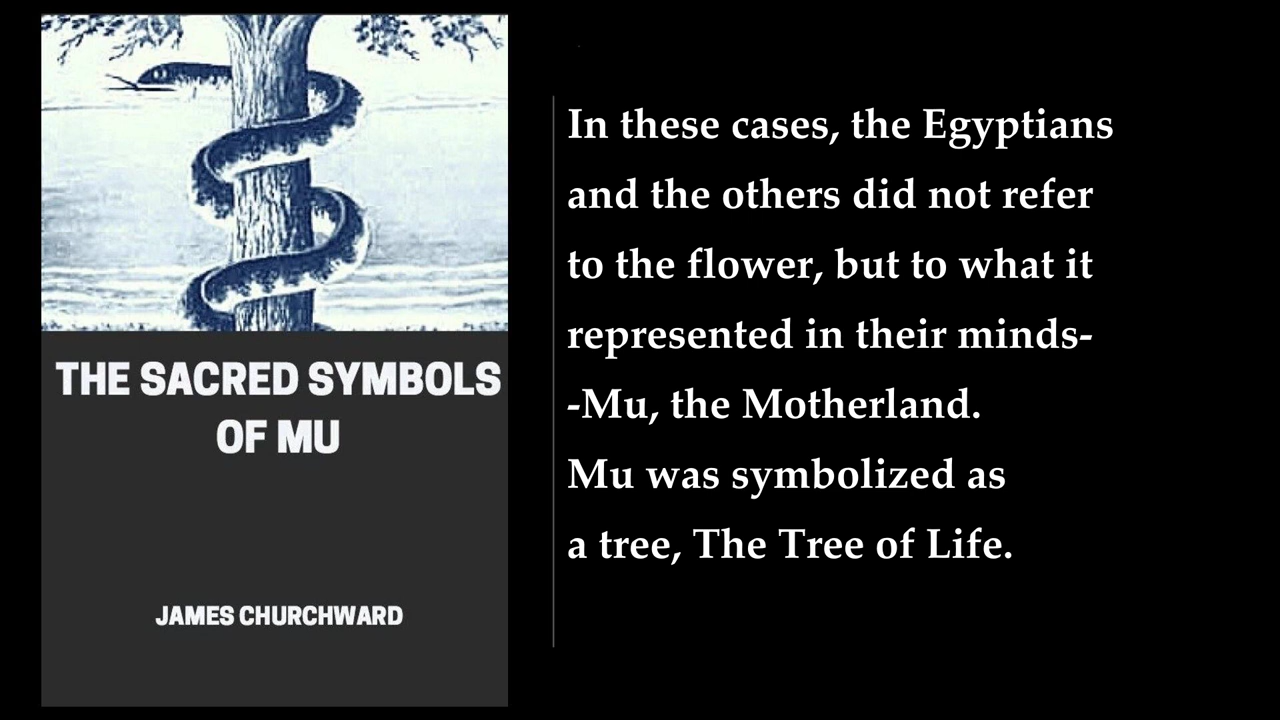 THE SACRED SYMBOLS
OF MU
JAMES CHURCHWARD
In these cases, the Egyptians
and the others did not refer
to the flower, but to what it
represented in their minds-
-Mu, the Motherland.
Mu was symbolized as
a tree, The Tree of Life.